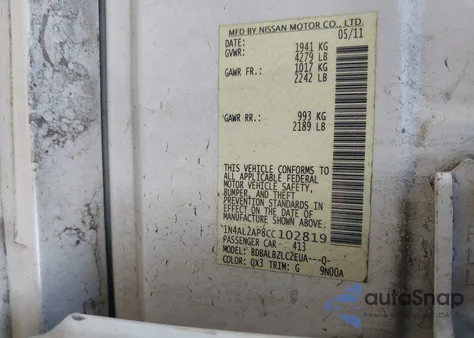 MFD BY NISSAN MOTOR CO., LTD.
DATE: 05/11
GVWR: 1941 KG
4279 LB
GAWR FR.: 1017 KG
2242 LB
GAWR RR.: 993 KG
2189 LB
THIS VEHICLE CONFORMS TO
ALL APPLICABLE FEDERAL
MOTOR VEHICLE SAFETY,
BUMPER, AND THEFT
PREVENTION STANDARDS IN
EFFECT ON THE DATE OF
MANUFACTURE SHOWN ABOVE.
1N4AL2AP8CC102819
PASSENGER CAR 413
MODEL: BDBALBZLC2EUA---Q-
COLOR: QX3 TRIM: G 9N00A
autoSnap